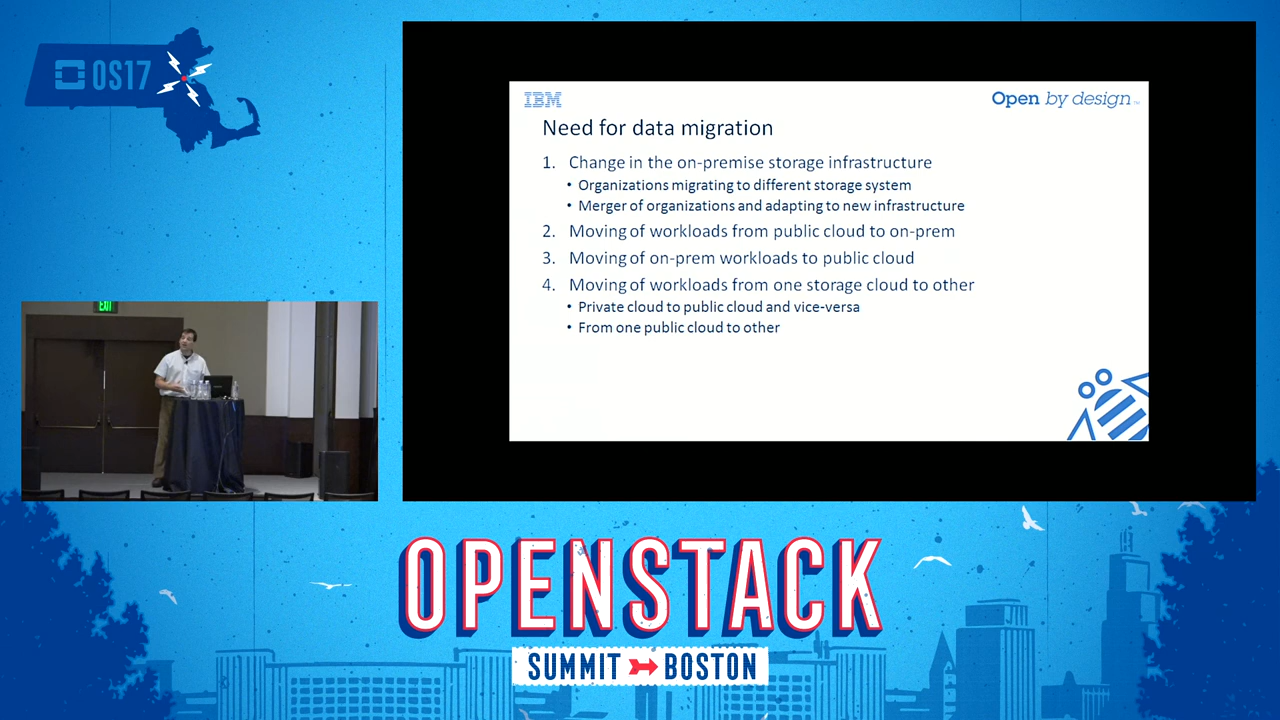 OS17
IBM
Open by design
Need for data migration
1. Change in the on-premise storage infrastructure
• Organizations migrating to different storage system
• Merger of organizations and adapting to new infrastructure
2. Moving of workloads from public cloud to on-prem
3. Moving of on-prem workloads to public cloud
4. Moving of workloads from one storage cloud to other
• Private cloud to public cloud and vice-versa
• From one public cloud to other
EXIT
OPENSTACK
SUMMIT BOSTON